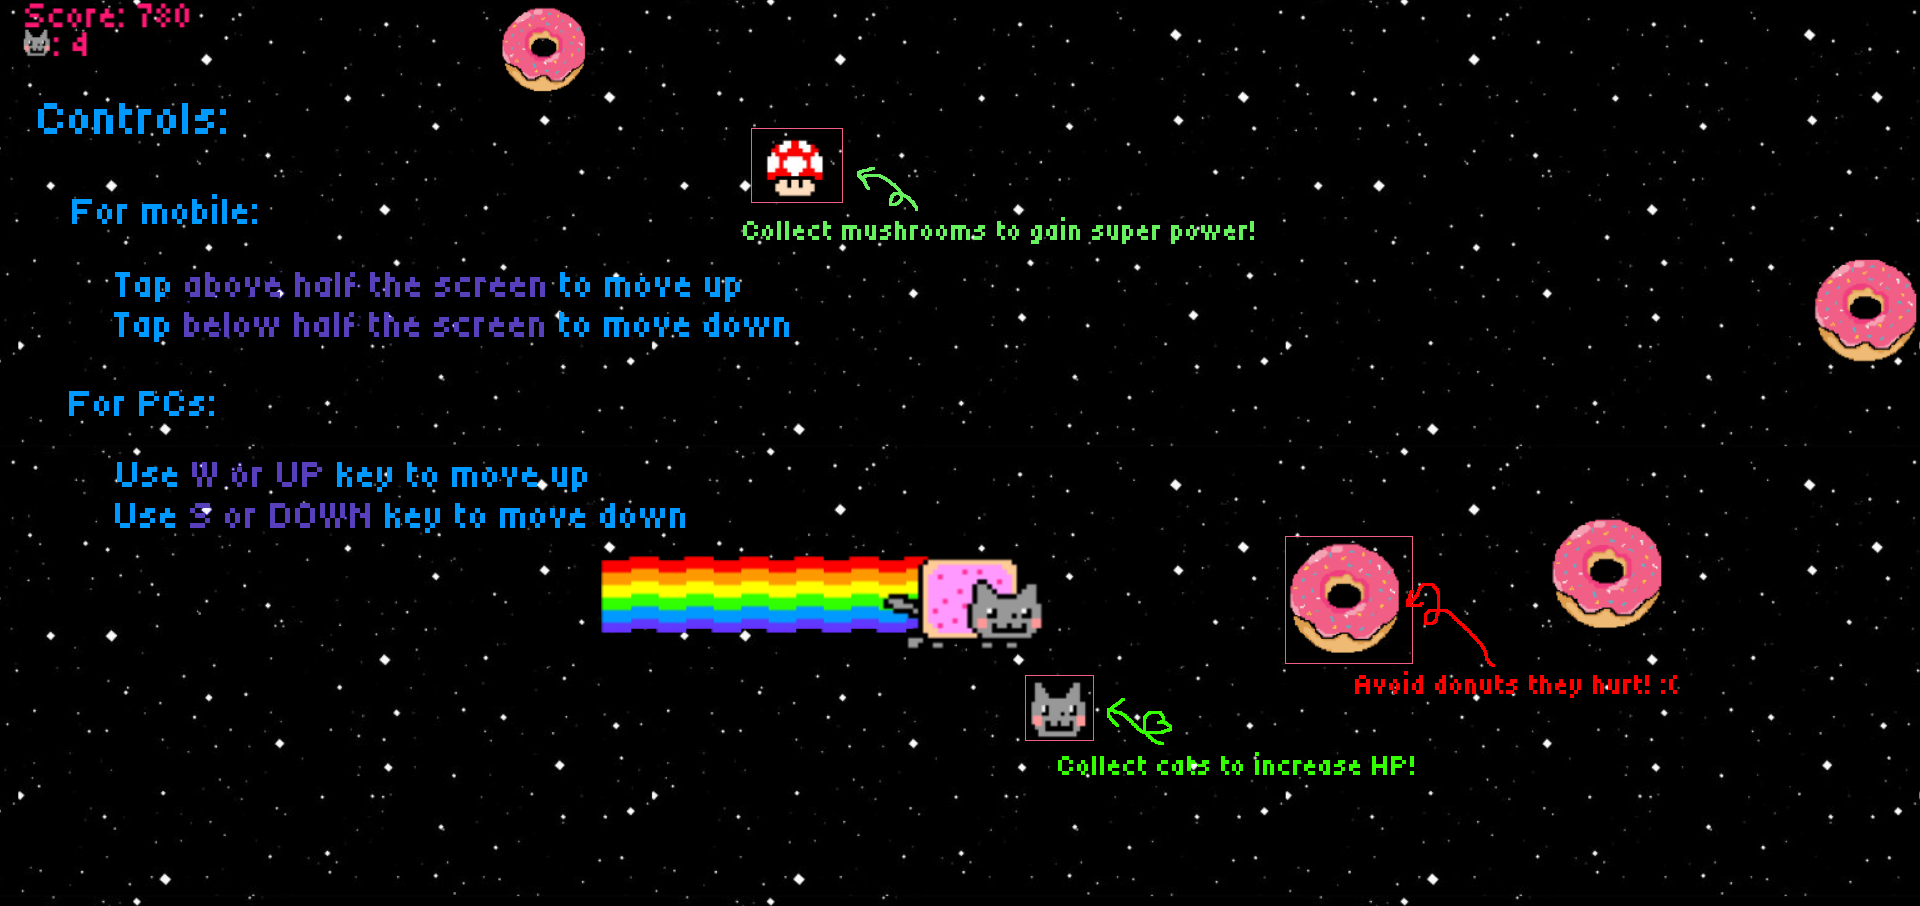 Score: 780
: 4
Controls:
For mobile:
Tap above half the screen to move up
Tap below half the screen to move down
For PCs:
Use W or UP key to move up
Use S or DOWN key to move down
Collect mushrooms to gain super power!
Avoid donuts they hurt! :(
Collect cats to increase HP!